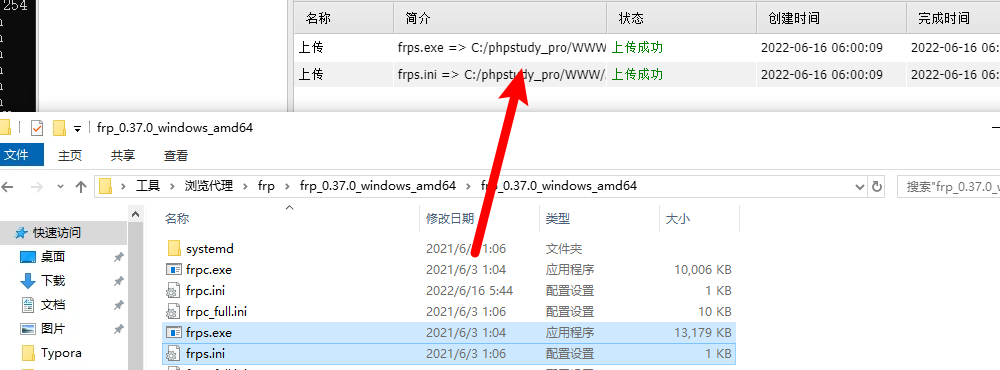 254
名称 简介 状态 创建时间 完成时间
上传 frps.exe => C:/phpstudy_pro/WWW 上传成功 2022-06-16 06:00:09 2022-06-16 06:00:09
上传 frps.ini => C:/phpstudy_pro/WWW/. 上传成功 2022-06-16 06:00:09 2022-06-16 06:00:09
frp_0.37.0_windows_amd64
文件 主页 共享 查看
工具 浏览代理 frp frp_0.37.0_windows_amd64 frp_0.37.0_windows_amd64 搜索"frp_0.37.0_w
名称 修改日期 类型 大小
快速访问
systemd 1:06 文件夹
桌面
frpc.exe 2021/6/3 1:04 应用程序 10,006 KB
下载
frpc.ini 2022/6/16 5:44 配置设置 1 KB
文档
frpc_full.ini 2021/6/3 1:06 配置设置 10 KB
图片
frps.exe 2021/6/3 1:04 应用程序 13,179 KB
Typora
frps.ini 2021/6/3 1:06 配置设置 1 KB